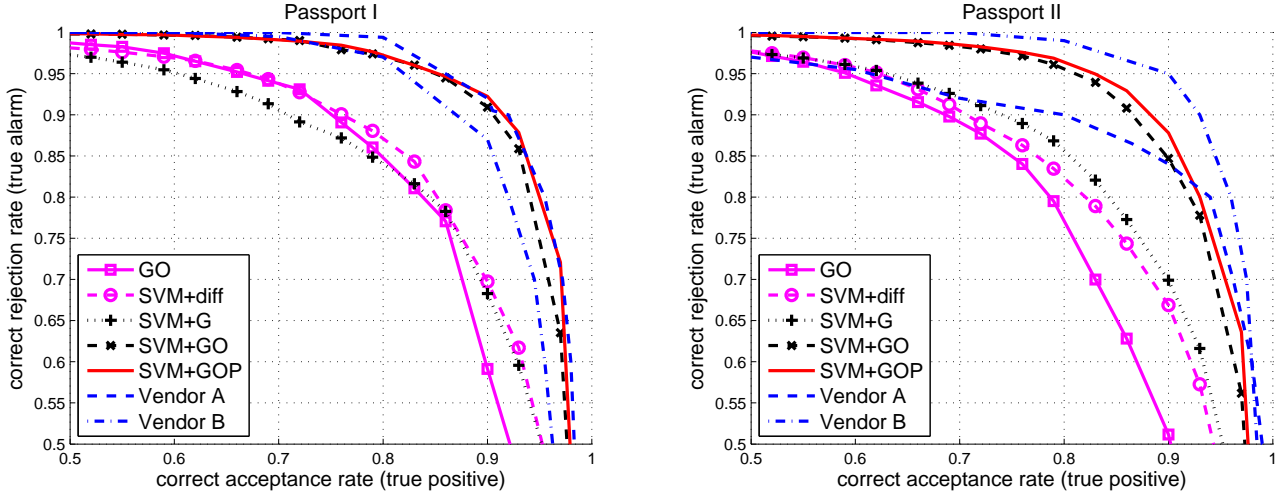 Passport I
correct rejection rate (true alarm)
1
0.95
0.9
0.85
0.8
0.75
0.7
0.65
0.6
0.55
0.5
GO
SVM+diff
SVM+G
SVM+GO
SVM+GOP
Vendor A
Vendor B
0.5 0.6 0.7 0.8 0.9 1
correct acceptance rate (true positive)
Passport II
correct rejection rate (true alarm)
1
0.95
0.9
0.85
0.8
0.75
0.7
0.65
0.6
0.55
0.5
GO
SVM+diff
SVM+G
SVM+GO
SVM+GOP
Vendor A
Vendor B
0.5 0.6 0.7 0.8 0.9 1
correct acceptance rate (true positive)